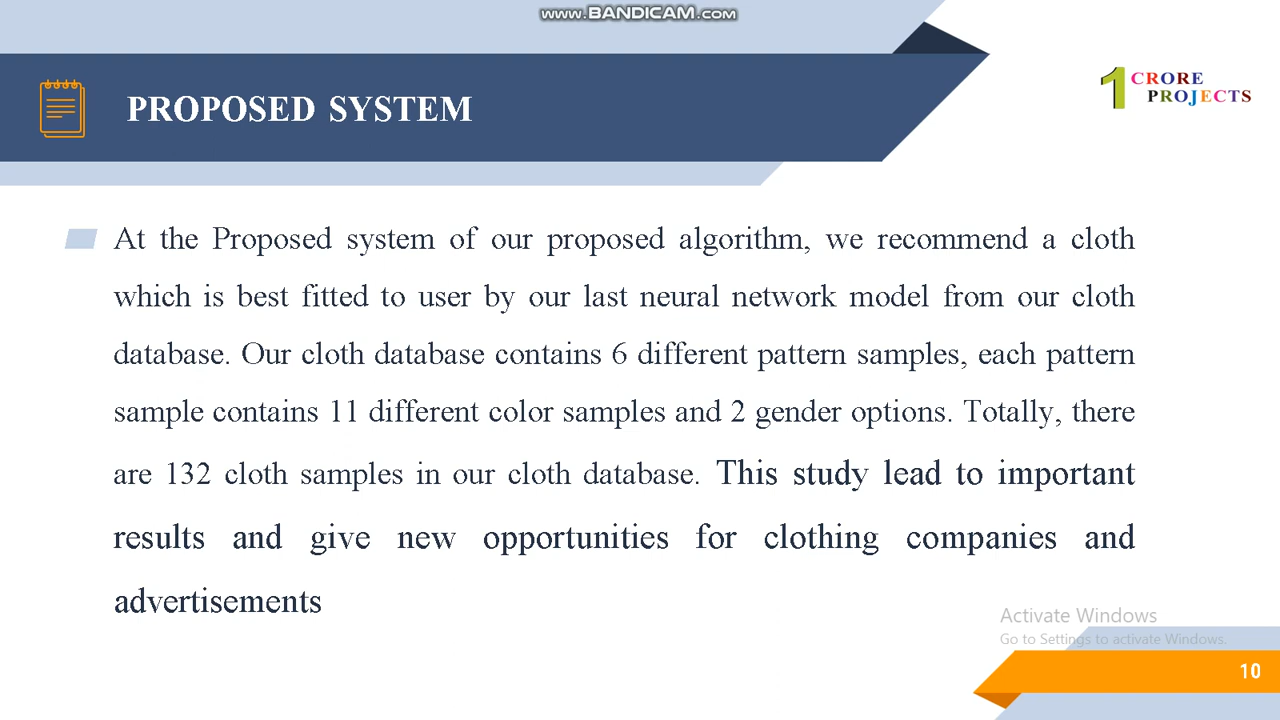 www.BANDICAM.com
PROPOSED SYSTEM
1 CRORE
PROJECTS
At the Proposed system of our proposed algorithm, we recommend a cloth
which is best fitted to user by our last neural network model from our cloth
database. Our cloth database contains 6 different pattern samples, each pattern
sample contains 11 different color samples and 2 gender options. Totally, there
are 132 cloth samples in our cloth database. This study lead to important
results and give new opportunities for clothing companies and
advertisements
Activate Windows
Go to Settings to activate Windows.
10